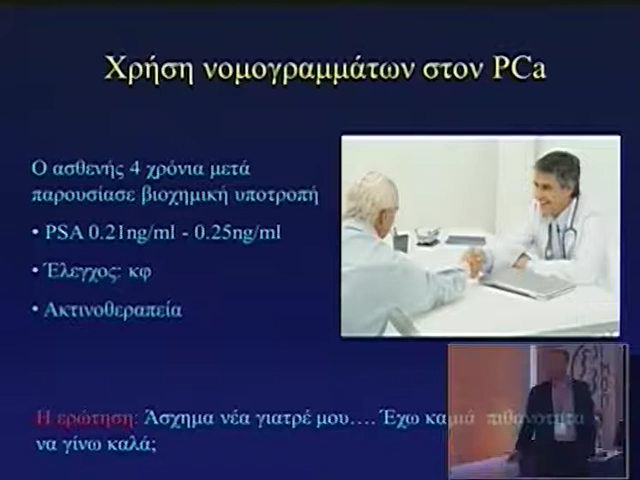 Χρήση νομογραμμάτων στον PCa
Ο ασθενής 4 χρόνια μετά
παρουσίασε βιοχημική υποτροπή
• PSA 0.21ng/ml - 0.25ng/ml
• Έλεγχος: κφ
• Ακτινοθεραπεία
Η ερώτηση: Άσχημα νέα γιατρέ μου…. Έχω καμιά πιθανότητα
να γίνω καλά;